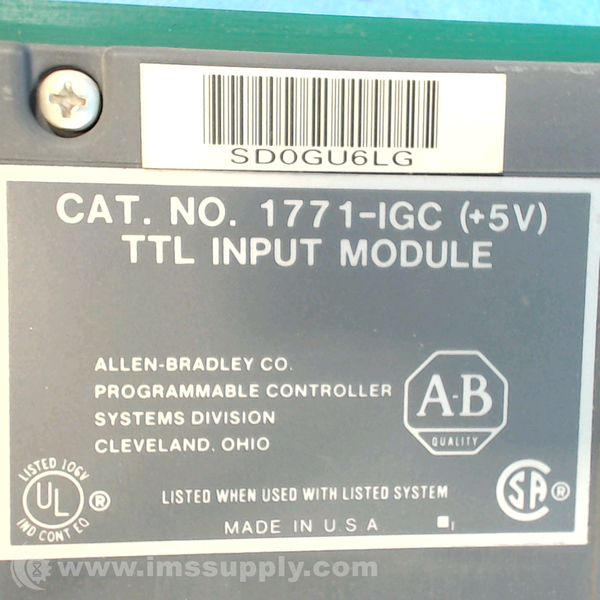 SD0GU6LG
CAT. NO. 1771-IGC (+5V)
TTL INPUT MODULE
ALLEN-BRADLEY CO.
PROGRAMMABLE CONTROLLER
SYSTEMS DIVISION
CLEVELAND, OHIO
A-B
QUALITY
LISTED 106V
UL ®
IND CONT EQ
LISTED WHEN USED WITH LISTED SYSTEM
SA ®
MADE IN U.S.A.
www.imssupply.com